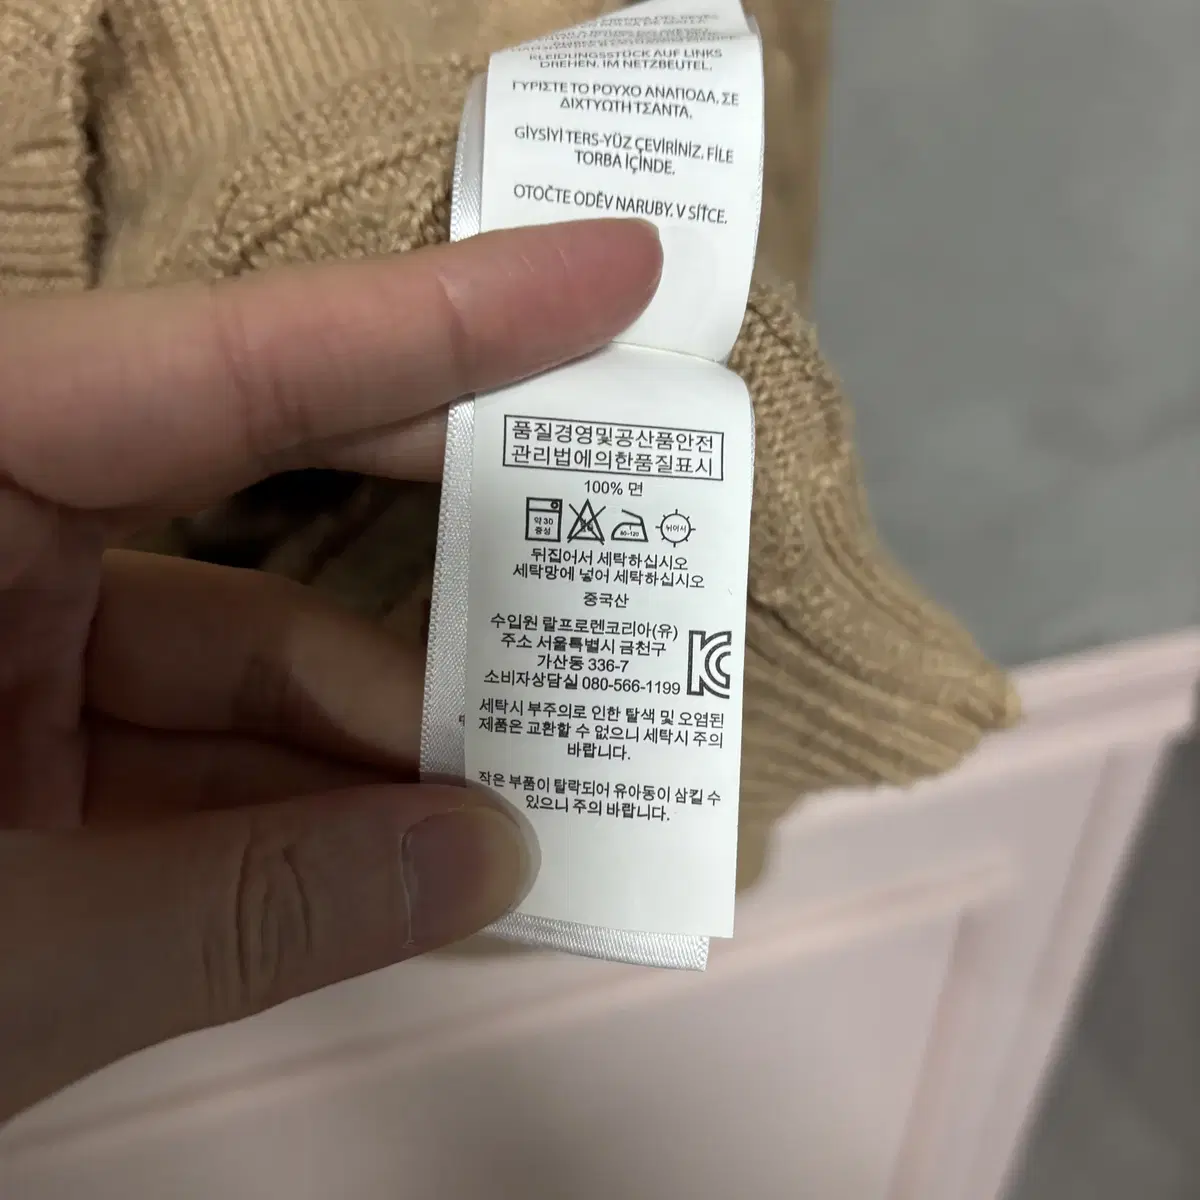 KLEIDUNGSSTÜCK AUF LINKS
DREHEN. IM NETZBEUTEL.
ΓΥΡΙΣΤΕ ΤΟ ΡΟΥΧΟ ΑΝΑΠΟΔΑ. ΣΕ
ΔΙΧΤΥΩΤΗ ΤΣΑΝΤΑ.
GİYSİYİ TERS-YÜZ ÇEVİRİNİZ. FİLE
TORBA İÇİNDE.
OTOČTE ODĚV NARUBY. V SÍŤCE.
품질경영및공산품안전
관리법에의한품질표시
100% 면
약 30
중성
80~120
뉘어서
뒤집어서 세탁하십시오
세탁망에 넣어 세탁하십시오
중국산
수입원 랄프로렌코리아(유)
주소 서울특별시 금천구
가산동 336-7
소비자상담실 080-566-1199
세탁시 부주의로 인한 탈색 및 오염된
제품은 교환할 수 없으니 세탁시 주의
바랍니다.
작은 부품이 탈락되어 유아동이 삼킬 수
있으니 주의 바랍니다.